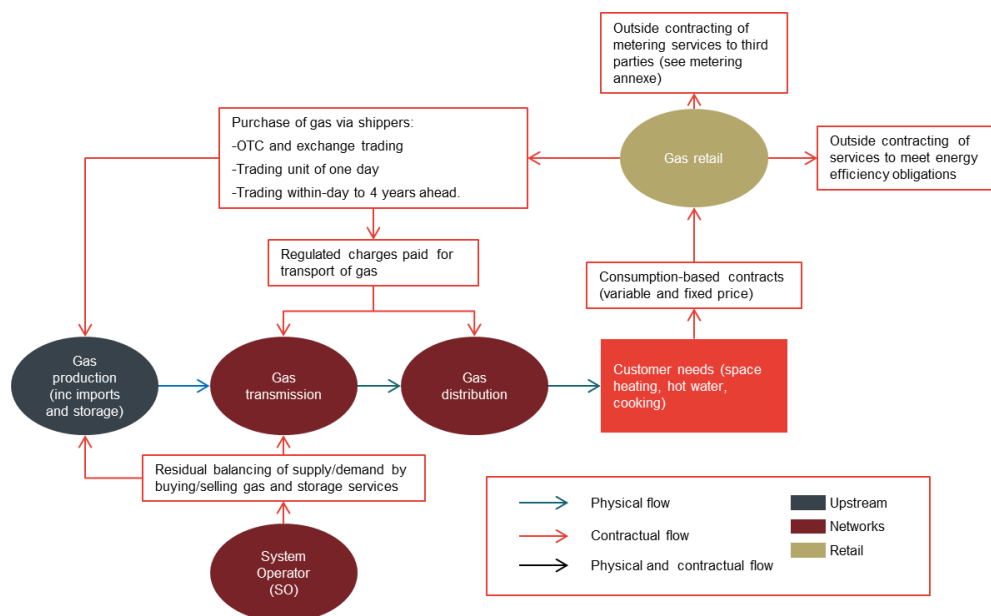 Outside contracting of
metering services to third
parties (see metering
annexe)
Purchase of gas via shippers:
-OTC and exchange trading
-Trading unit of one day
-Trading within-day to 4 years ahead.
Gas retail
Outside contracting of
services to meet energy
efficiency obligations
Regulated charges paid for
transport of gas
Consumption-based contracts
(variable and fixed price)
Gas
production
(inc imports
and storage)
Gas
transmission
Gas
distribution
Customer needs (space
heating, hot water,
cooking)
Residual balancing of supply/demand by
buying/selling gas and storage services
System
Operator
(SO)
Physical flow
Contractual flow
Physical and contractual flow
Upstream
Networks
Retail